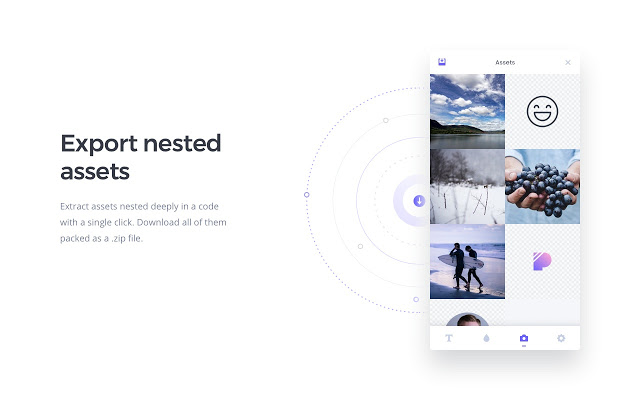 Assets
Export nested
assets
Extract assets nested deeply in a code
with a single click. Download all of them
packed as a .zip file.